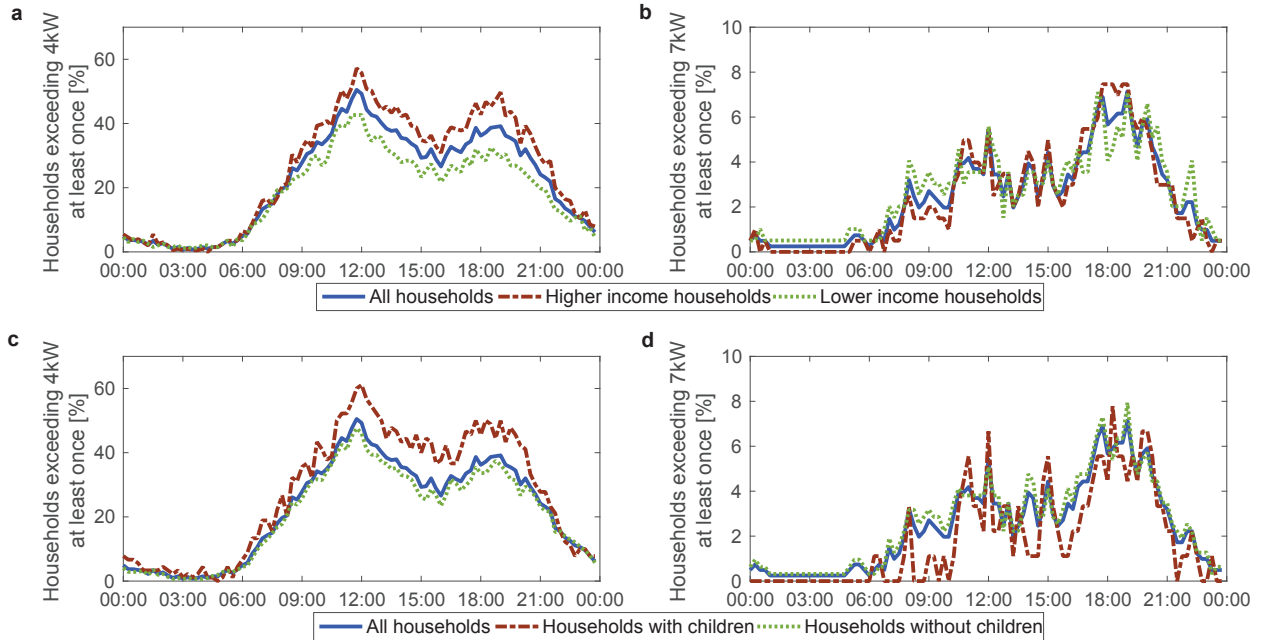 a
Households exceeding 4kW
at least once [%]
60
40
20
0
00:00 03:00 06:00 09:00 12:00 15:00 18:00 21:00 00:00
b
Households exceeding 7kW
at least once [%]
10
8
6
4
2
0
00:00 03:00 06:00 09:00 12:00 15:00 18:00 21:00 00:00
All households Higher income households Lower income households
c
Households exceeding 4kW
at least once [%]
60
40
20
0
00:00 03:00 06:00 09:00 12:00 15:00 18:00 21:00 00:00
d
Households exceeding 7kW
at least once [%]
10
8
6
4
2
0
00:00 03:00 06:00 09:00 12:00 15:00 18:00 21:00 00:00
All households Households with children Households without children